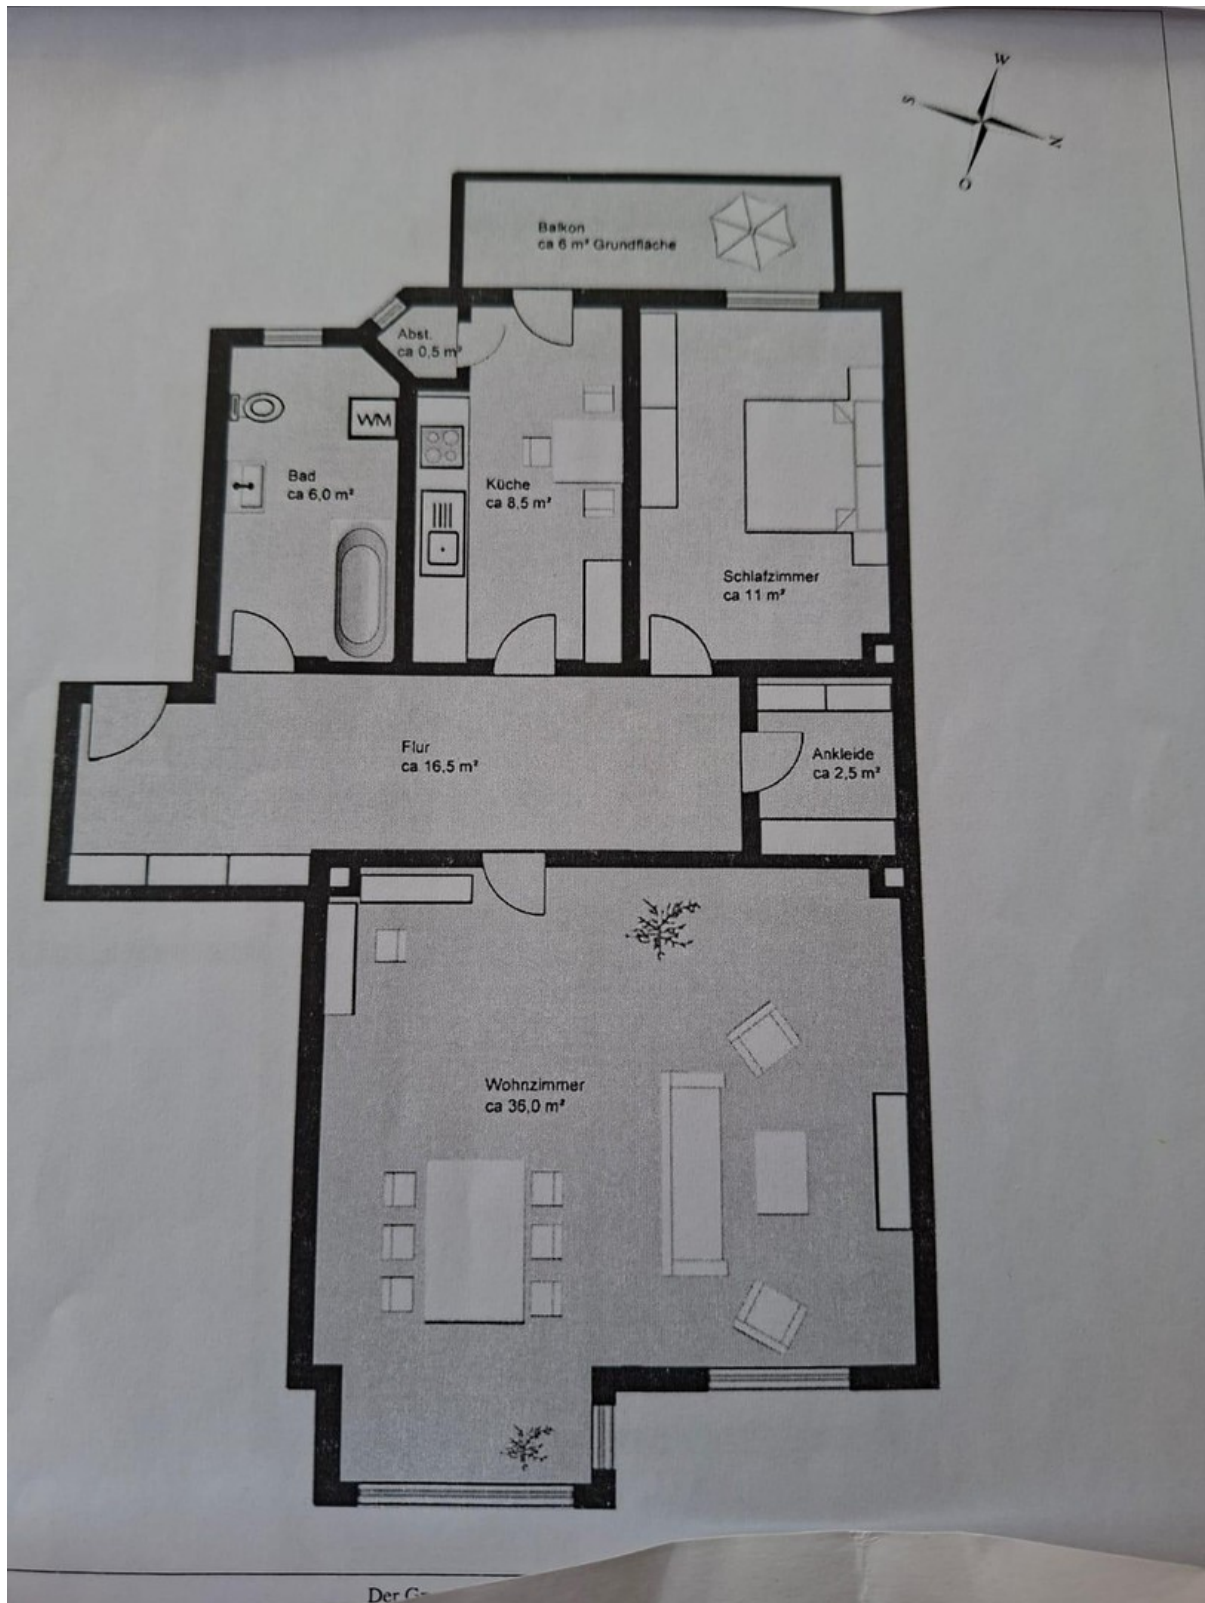 W
S
N
O
Balkon
ca 6 m² Grundfläche
Abst.
ca 0,5 m²
WM
Bad
ca 6,0 m²
Küche
ca 8,5 m²
Schlafzimmer
ca 11 m²
Flur
ca 16,5 m²
Ankleide
ca 2,5 m²
Wohnzimmer
ca 36,0 m²
Der